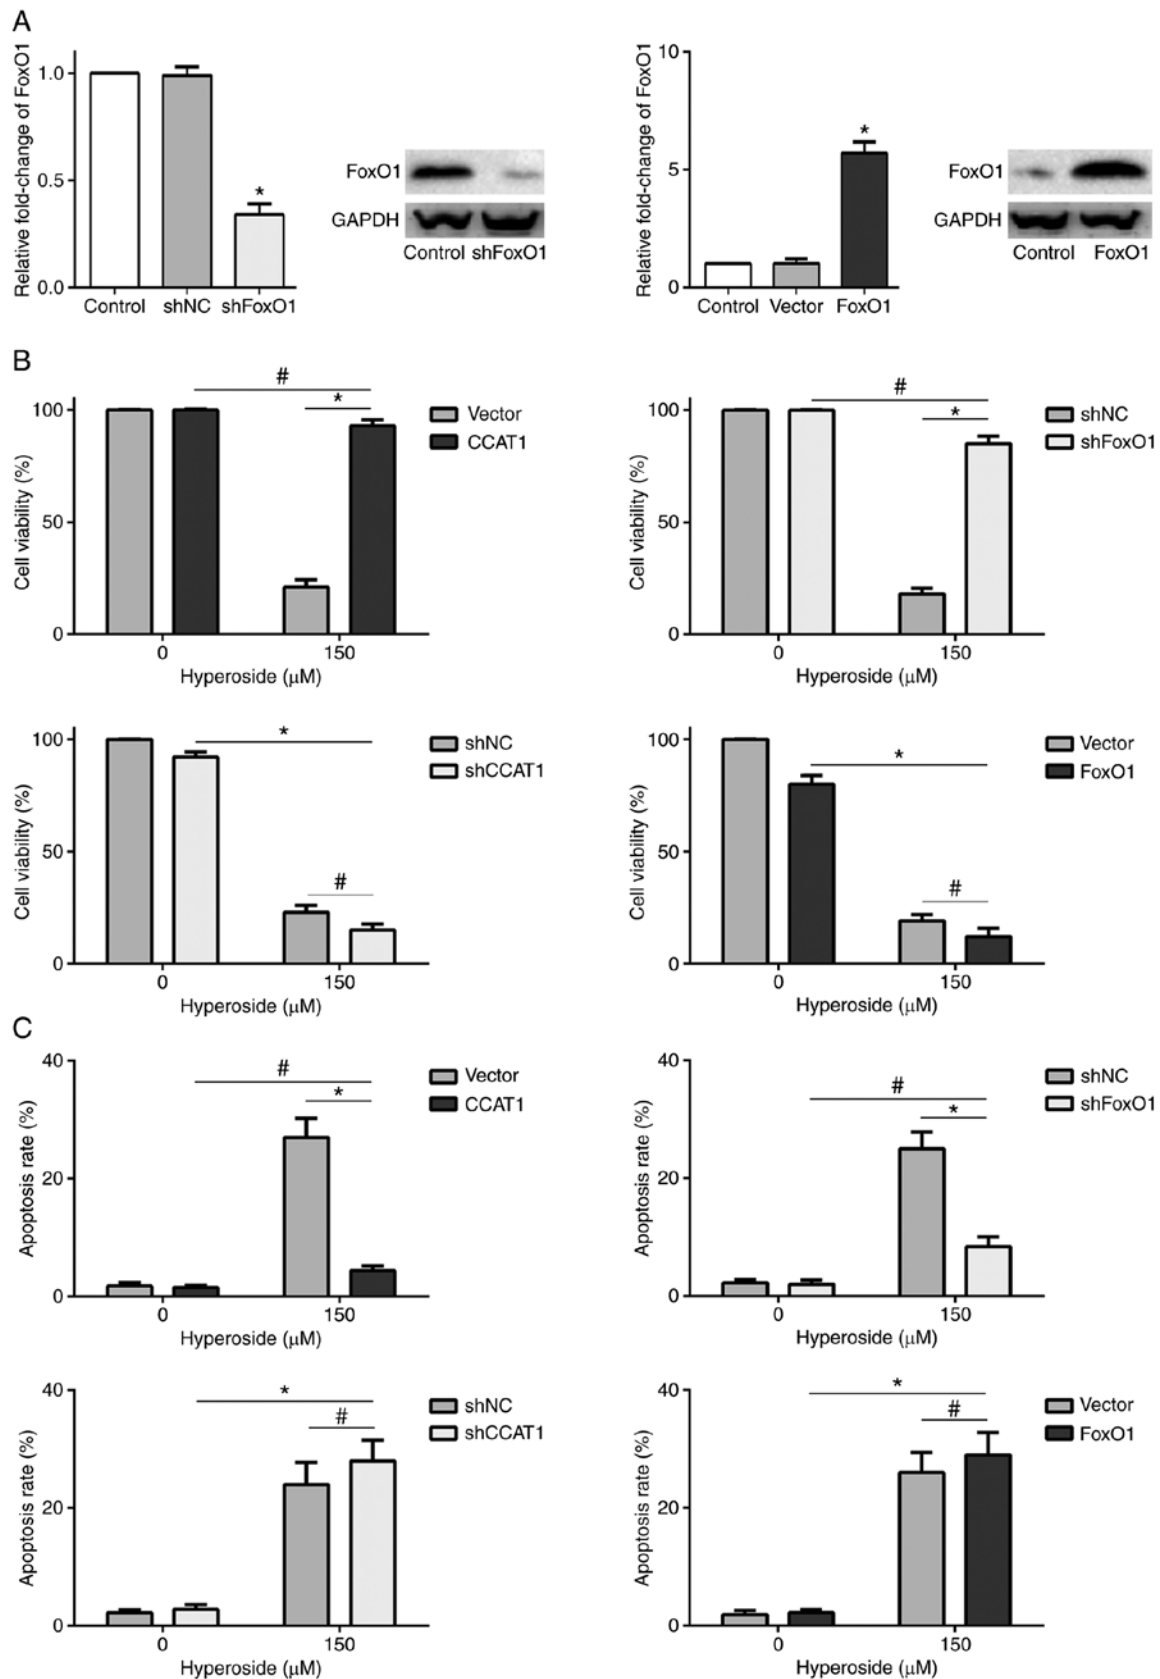 A
Relative fold-change of FoxO1
1.0
0.5
0.0
*
Control shNC shFoxO1
FoxO1
GAPDH
Control shFoxO1
Relative fold-change of FoxO1
10
5
0
*
Control Vector FoxO1
FoxO1
GAPDH
Control FoxO1
B
Cell viability (%)
100
50
0
#
*
Vector
CCAT1
0 150
Hyperoside (μM)
Cell viability (%)
100
50
0
#
*
shNC
shFoxO1
0 150
Hyperoside (μM)
Cell viability (%)
100
50
0
*
#
shNC
shCCAT1
0 150
Hyperoside (μM)
Cell viability (%)
100
50
0
*
#
Vector
FoxO1
0 150
Hyperoside (μM)
C
Apoptosis rate (%)
40
20
0
#
*
Vector
CCAT1
0 150
Hyperoside (μM)
Apoptosis rate (%)
40
20
0
#
*
shNC
shFoxO1
0 150
Hyperoside (μM)
Apoptosis rate (%)
40
20
0
*
#
shNC
shCCAT1
0 150
Hyperoside (μM)
Apoptosis rate (%)
40
20
0
*
#
Vector
FoxO1
0 150
Hyperoside (μM)